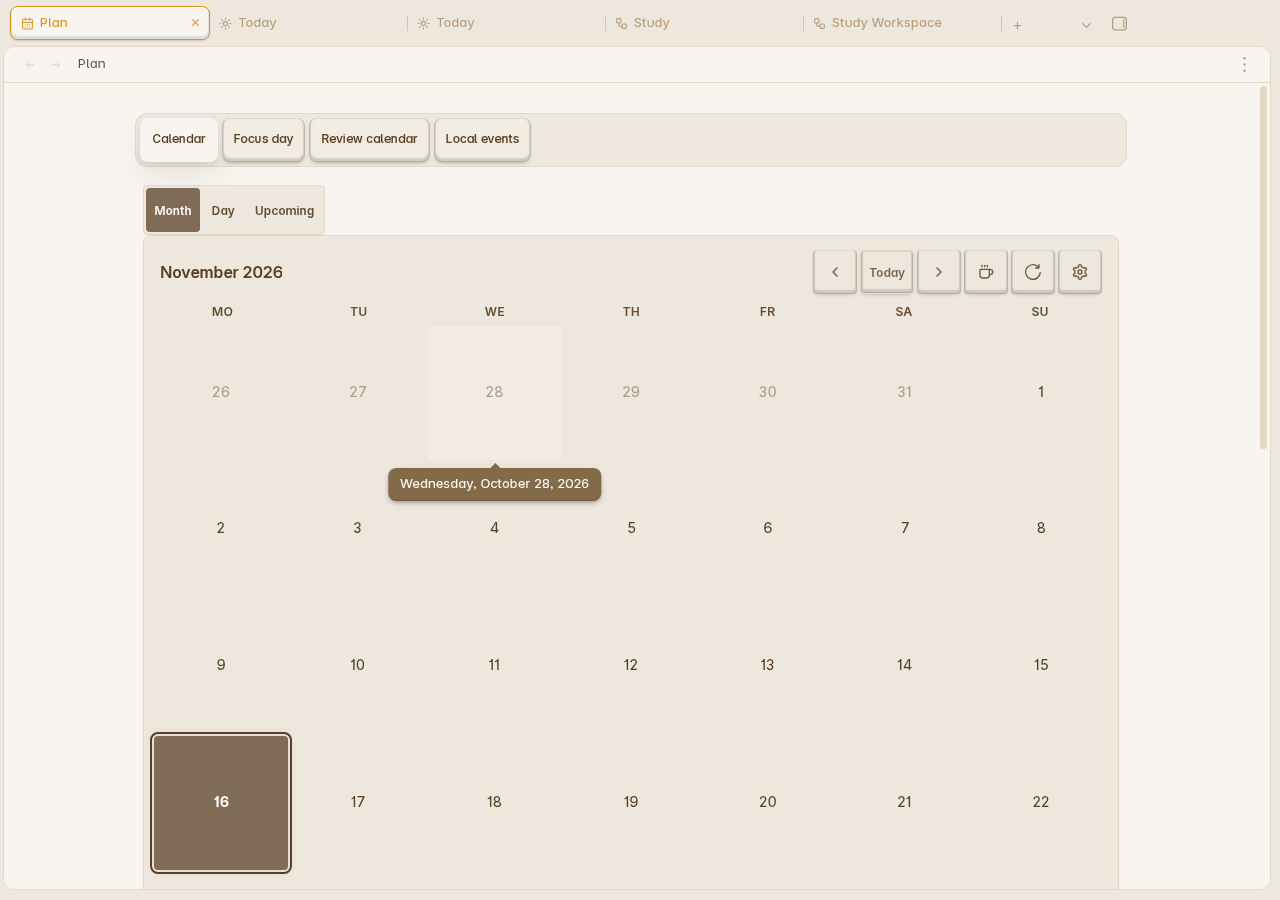 Plan
Today
Today
Study
Study Workspace
Plan
Calendar
Focus day
Review calendar
Local events
Month
Day
Upcoming
November 2026
Today
MO TU WE TH FR SA SU
26 27 28 29 30 31 1
Wednesday, October 28, 2026
2 3 4 5 6 7 8
9 10 11 12 13 14 15
16 17 18 19 20 21 22